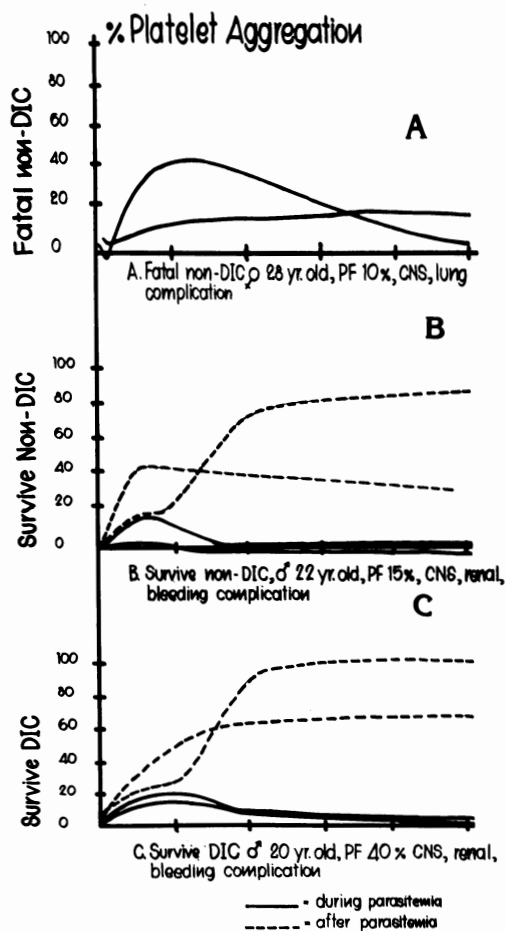 % Platelet Aggregation
Fatal non-DIC
100
80
60
40
20
0
A
A. Fatal non-DIC ♀ 28 yr. old, PF 10%, CNS, lung
complication
B
Survive Non-DIC
100
80
60
40
20
0
B. Survive non-DIC, ♂ 22 yr. old, PF 15%, CNS, renal,
bleeding complication
C
Survive DIC
100
80
60
40
20
0
C. Survive DIC ♂ 20 yr. old, PF 40% CNS, renal,
bleeding complication
= during parasitemia
= after parasitemia